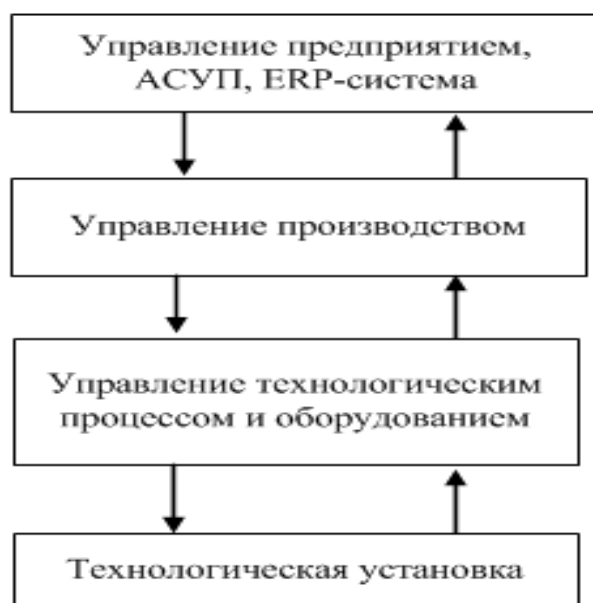 Управление предприятием,
АСУП, ERP-система
Управление производством
Управление технологическим
процессом и оборудованием
Технологическая установка